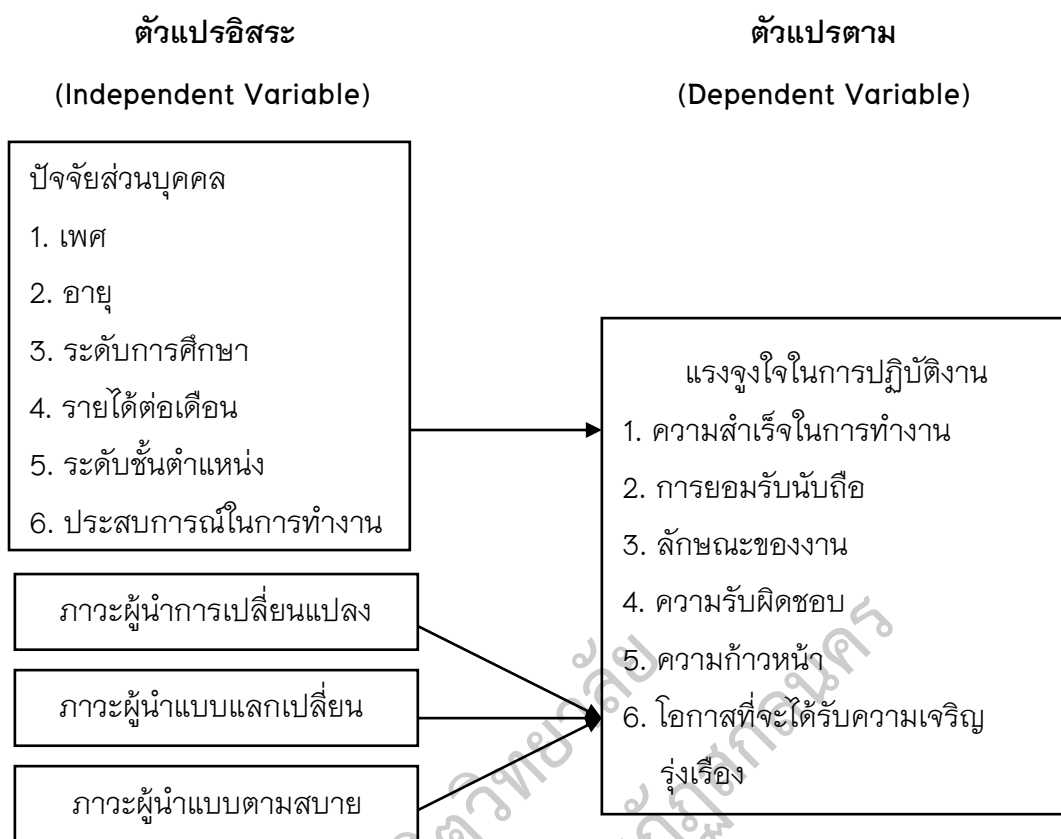 ตัวแปรอิสระ
(Independent Variable)
ปัจจัยส่วนบุคคล
1. เพศ
2. อายุ
3. ระดับการศึกษา
4. รายได้ต่อเดือน
5. ระดับชั้นตำแหน่ง
6. ประสบการณ์ในการทำงาน
ภาวะผู้นำการเปลี่ยนแปลง
ภาวะผู้นำแบบแลกเปลี่ยน
ภาวะผู้นำแบบตามสบาย
ตัวแปรตาม
(Dependent Variable)
แรงจูงใจในการปฏิบัติงาน
1. ความสำเร็จในการทำงาน
2. การยอมรับนับถือ
3. ลักษณะของงาน
4. ความรับผิดชอบ
5. ความก้าวหน้า
6. โอกาสที่จะได้รับความเจริญ
รุ่งเรือง